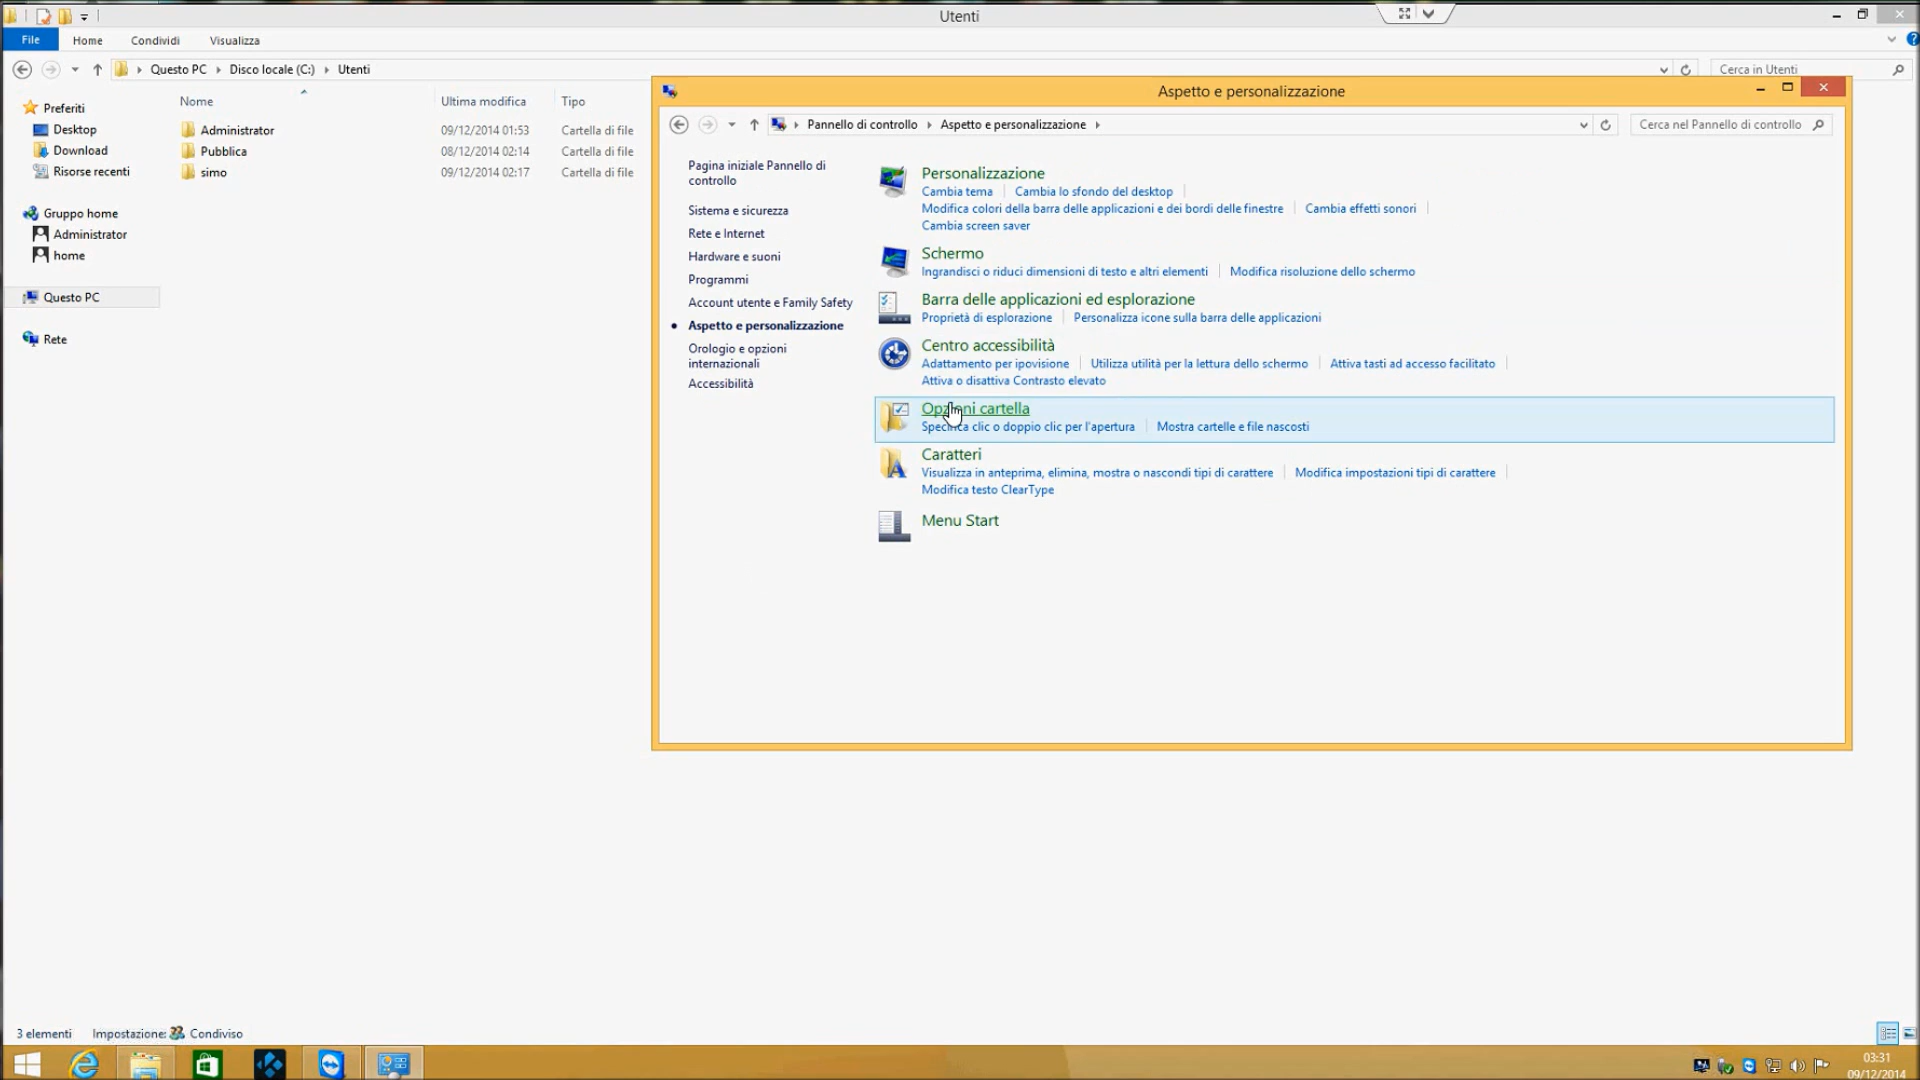 Utenti
File Home Condividi Visualizza
Questo PC Disco locale (C:) Utenti
Cerca in Utenti
Nome Ultima modifica Tipo
Administrator 09/12/2014 01:53 Cartella di file
Pubblica 08/12/2014 02:14 Cartella di file
simo 09/12/2014 02:17 Cartella di file
Preferiti
Desktop
Download
Risorse recenti
Gruppo home
Administrator
home
Questo PC
Rete
Aspetto e personalizzazione
Pannello di controllo Aspetto e personalizzazione
Cerca nel Pannello di controllo
Pagina iniziale Pannello di
controllo
Sistema e sicurezza
Rete e Internet
Hardware e suoni
Programmi
Account utente e Family Safety
Aspetto e personalizzazione
Orologio e opzioni
internazionali
Accessibilità
Personalizzazione
Cambia tema Cambia lo sfondo del desktop
Modifica colori della barra delle applicazioni e dei bordi delle finestre Cambia effetti sonori
Cambia screen saver
Schermo
Ingrandisci o riduci dimensioni di testo e altri elementi Modifica risoluzione dello schermo
Barra delle applicazioni ed esplorazione
Proprietà di esplorazione Personalizza icone sulla barra delle applicazioni
Centro accessibilità
Adattamento per ipovisione Utilizza utilità per la lettura dello schermo Attiva tasti ad accesso facilitato
Attiva o disattiva Contrasto elevato
Opzioni cartella
Specifica clic o doppio clic per l'apertura Mostra cartelle e file nascosti
Caratteri
Visualizza in anteprima, elimina, mostra o nascondi tipi di carattere Modifica impostazioni tipi di carattere
Modifica testo ClearType
Menu Start
3 elementi Impostazione: Condiviso
03:31
09/12/2014